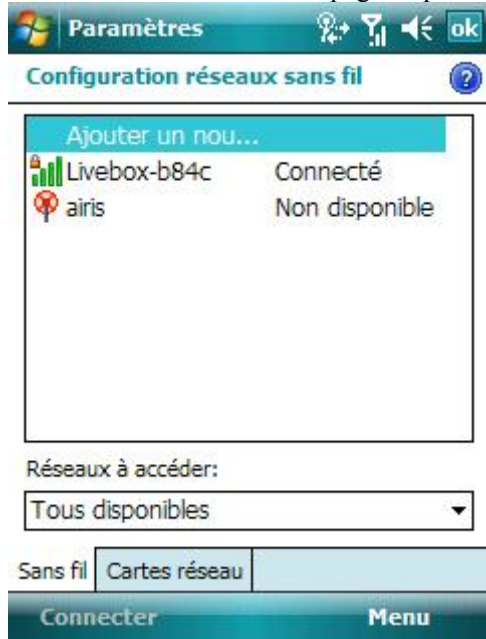 Paramètres ok
Configuration réseaux sans fil ?
Ajouter un nou...
Livebox-b84c Connecté
airis Non disponible
Réseaux à accéder:
Tous disponibles
Sans fil Cartes réseau
Connecter Menu